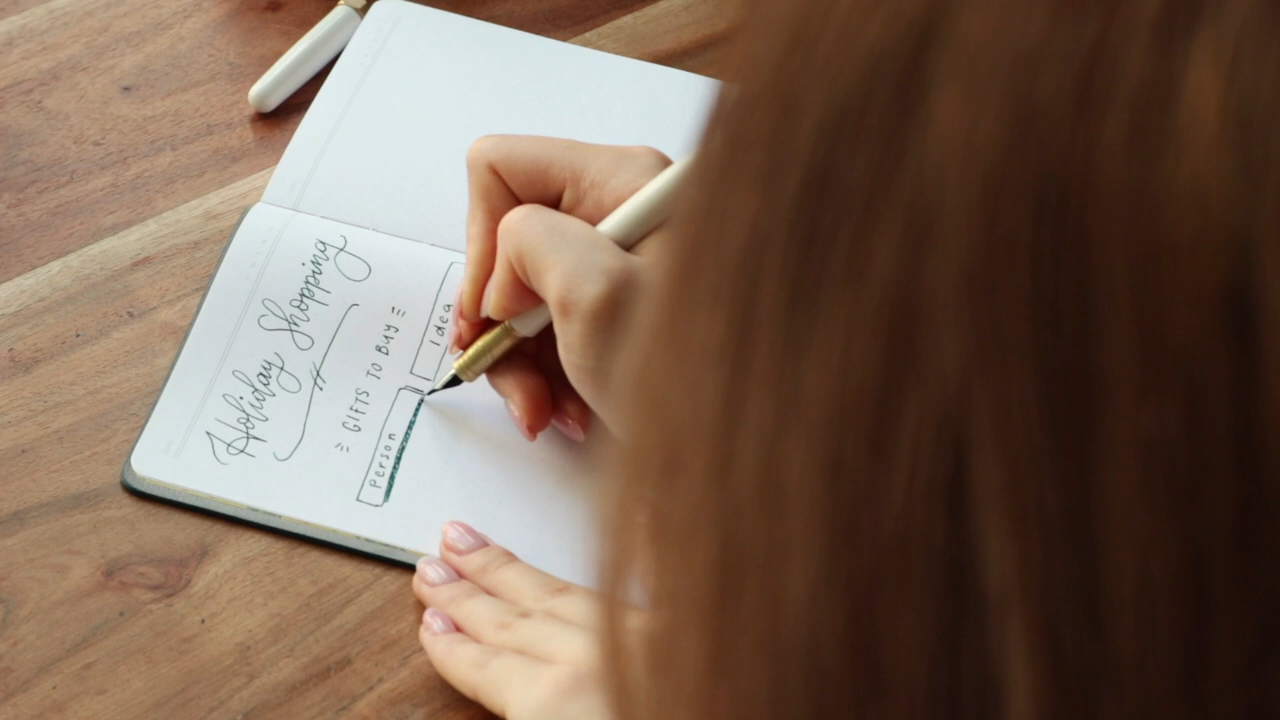 Holiday Shopping
= GIFTS TO BUY =
Person Idea